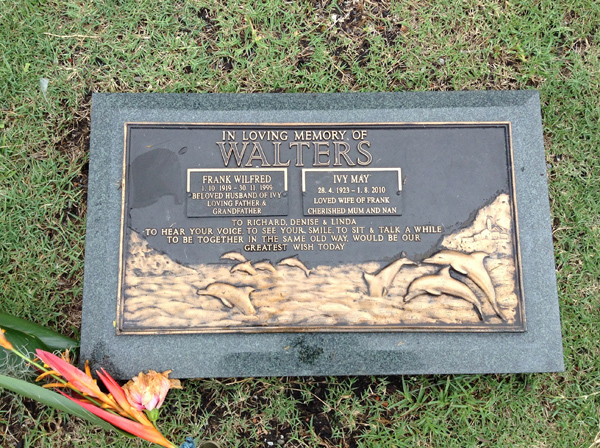 IN LOVING MEMORY OF
WALTERS
FRANK WILFRED
1. 10. 1919 - 30. 11. 1991
BELOVED HUSBAND OF IVY
LOVING FATHER &
GRANDFATHER
IVY MAY
28. 4. 1923 - 1. 8. 2010
LOVED WIFE OF FRANK
CHERISHED MUM AND NAN
TO RICHARD, DENISE & LINDA
TO HEAR YOUR VOICE, TO SEE YOUR SMILE, TO SIT & TALK A WHILE
TO BE TOGETHER IN THE SAME OLD WAY, WOULD BE OUR
GREATEST WISH TODAY